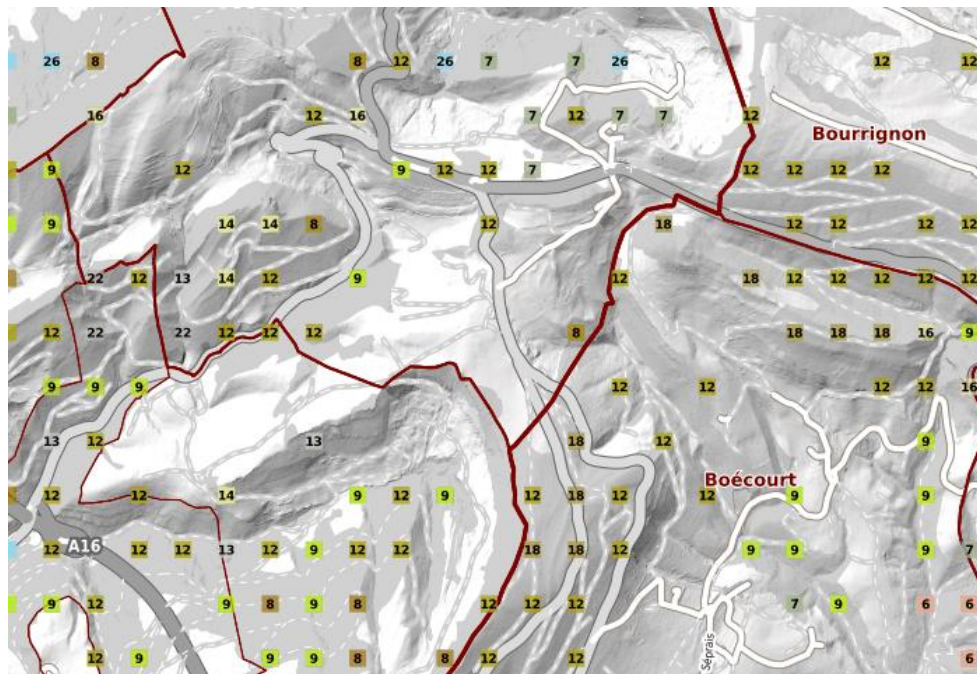 26 8 8 12 26 7 7 26 12 12
16 12 16 7 12 7 7 12
Bourrignon
9 12 9 12 12 7 12 12 12 12
9 14 14 8 12 18 12 12 12 12
22 12 13 14 12 9 12 18 12 12 12 12 12
12 22 22 12 12 12 8 18 18 18 16 9
9 9 9 12 12 12 12 16
13 12 13 18 12 9
Boécourt
12 12 14 9 12 9 12 18 12 12 9 9
12 A16 12 12 13 12 9 12 12 18 18 12 9 9 9 7
9 12 9 8 9 8 12 12 12 7 9 6 6
Séprais
12 9 9 9 8 8 12 12 6